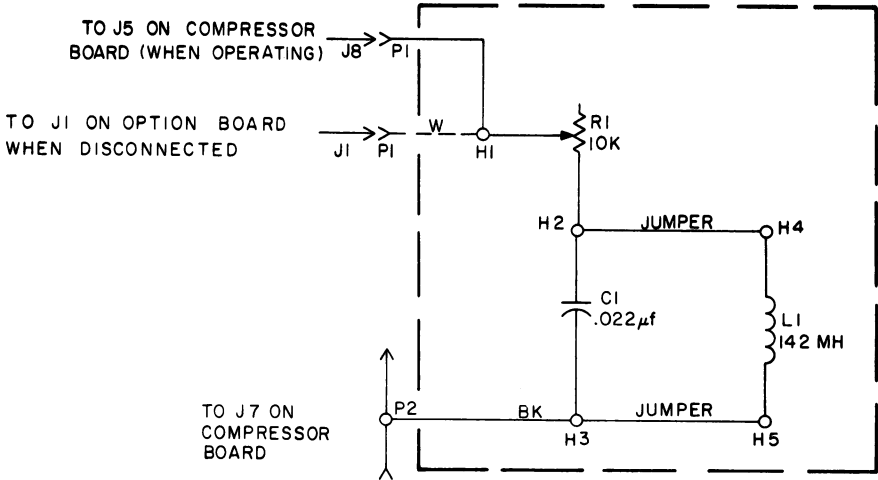 TO J5 ON COMPRESSOR
BOARD (WHEN OPERATING)
J8
P1
TO J1 ON OPTION BOARD
WHEN DISCONNECTED
J1
P1
W
H1
R1
10K
H2
JUMPER
H4
C1
.022µf
L1
142 MH
TO J7 ON
COMPRESSOR
BOARD
P2
BK
H3
JUMPER
H5